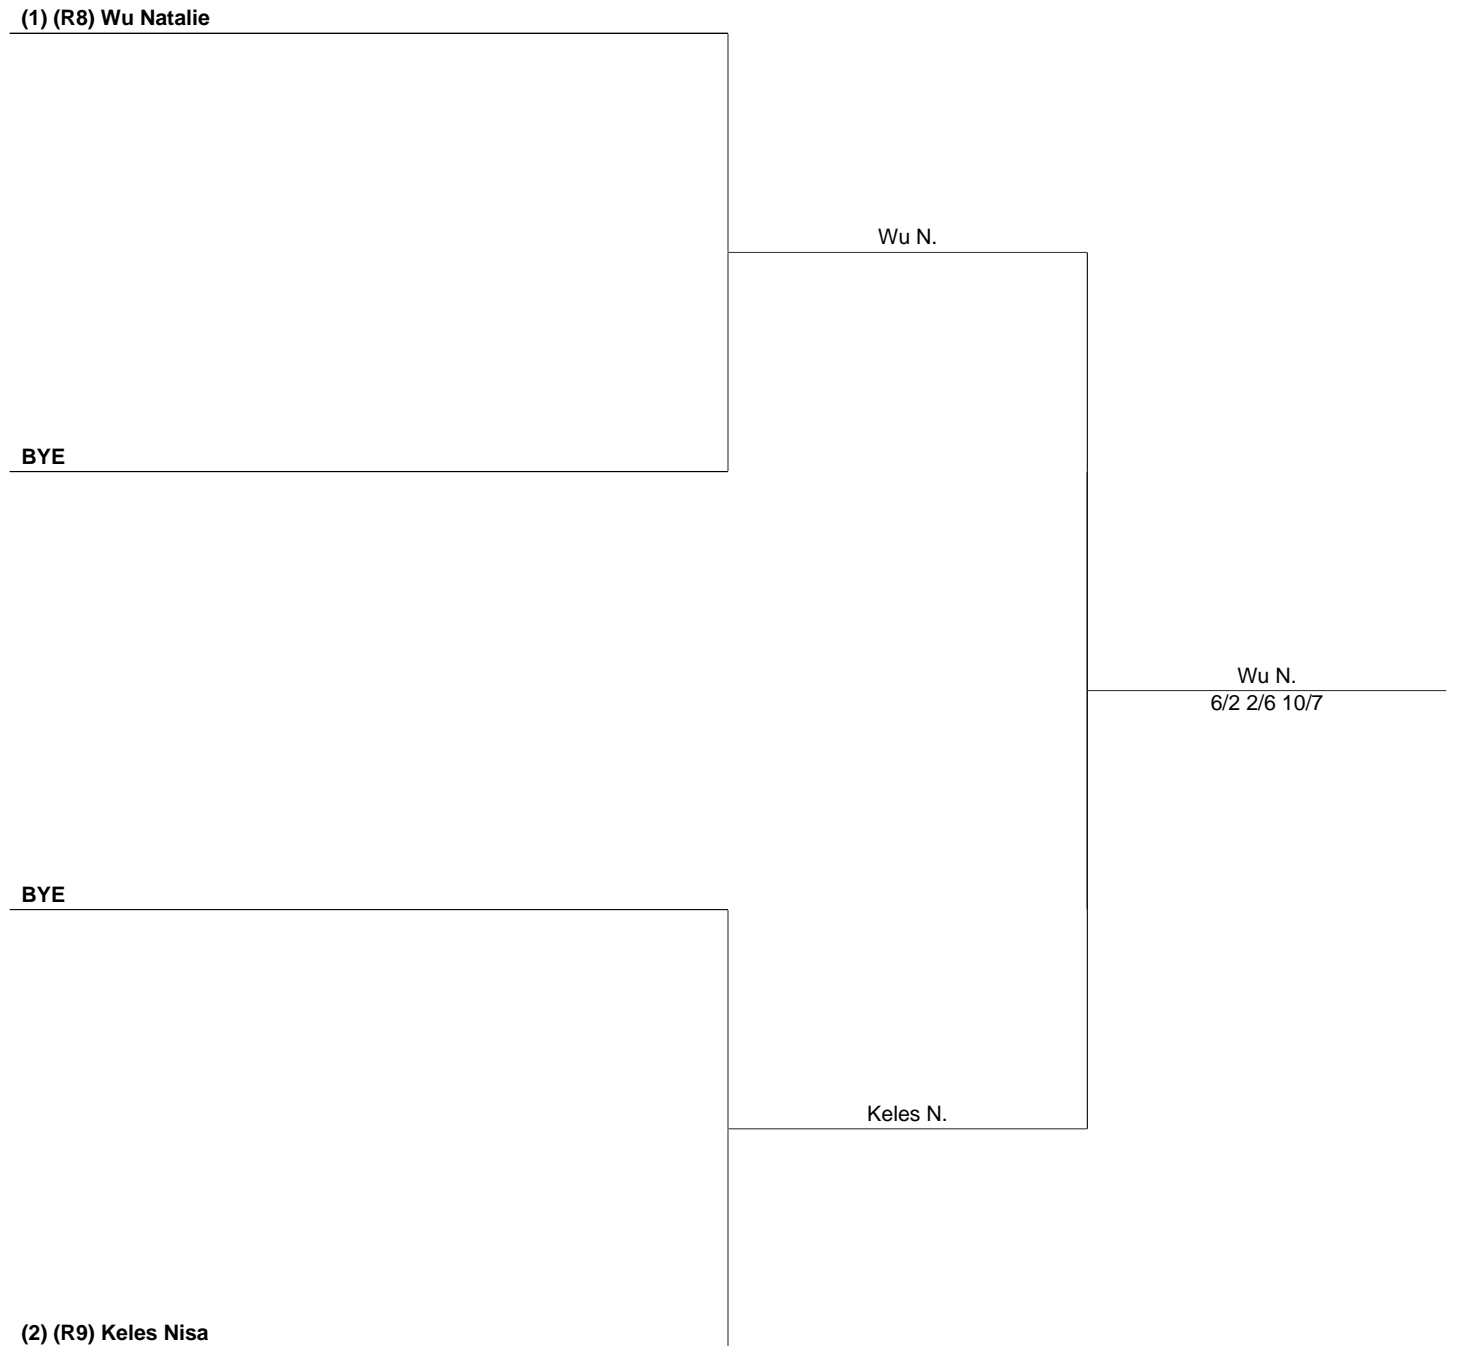 (1) (R8) Wu Natalie
Wu N.
BYE
Wu N.
6/2 2/6 10/7
BYE
Keles N.
(2) (R9) Keles Nisa